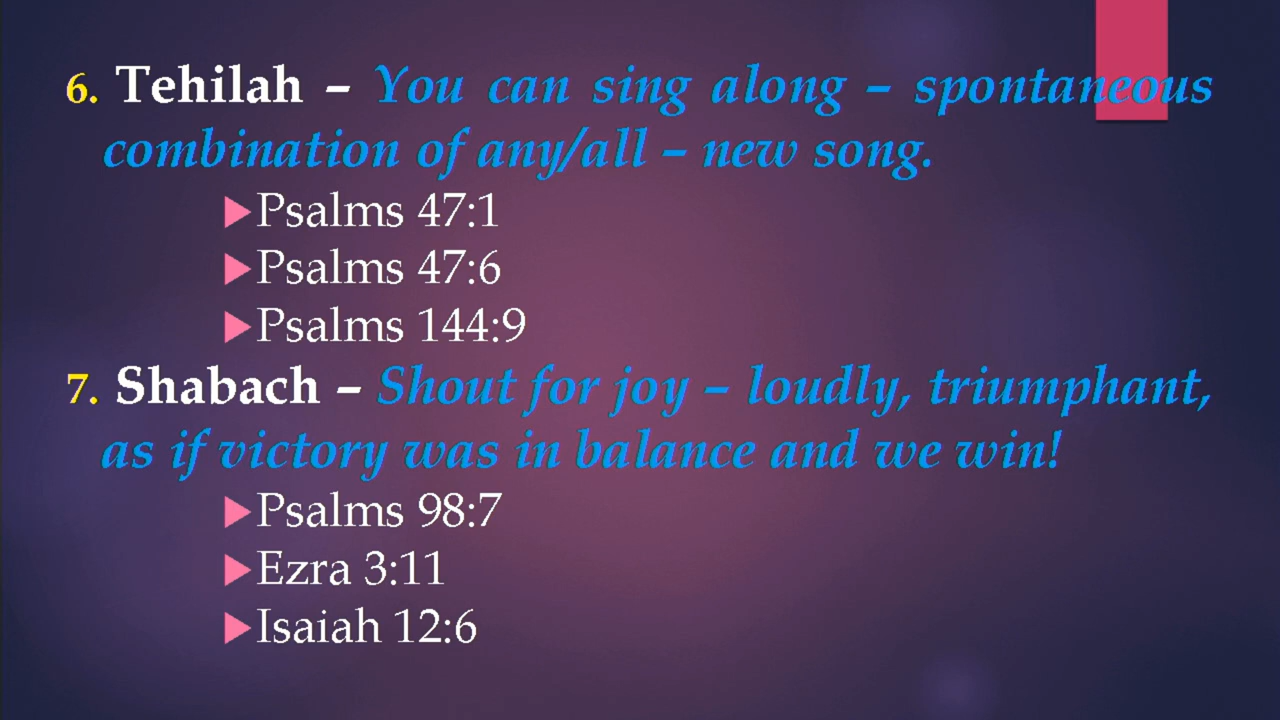 6. Tehilah – You can sing along – spontaneous
combination of any/all – new song.
▶Psalms 47:1
▶Psalms 47:6
▶Psalms 144:9
7. Shabach – Shout for joy – loudly, triumphant,
as if victory was in balance and we win!
▶Psalms 98:7
▶Ezra 3:11
▶Isaiah 12:6